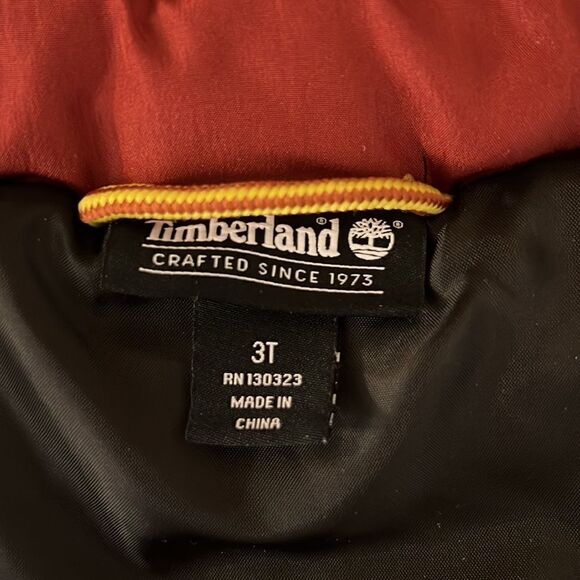 Timberland® ®
CRAFTED SINCE 1973
3T
RN 130323
MADE IN
CHINA